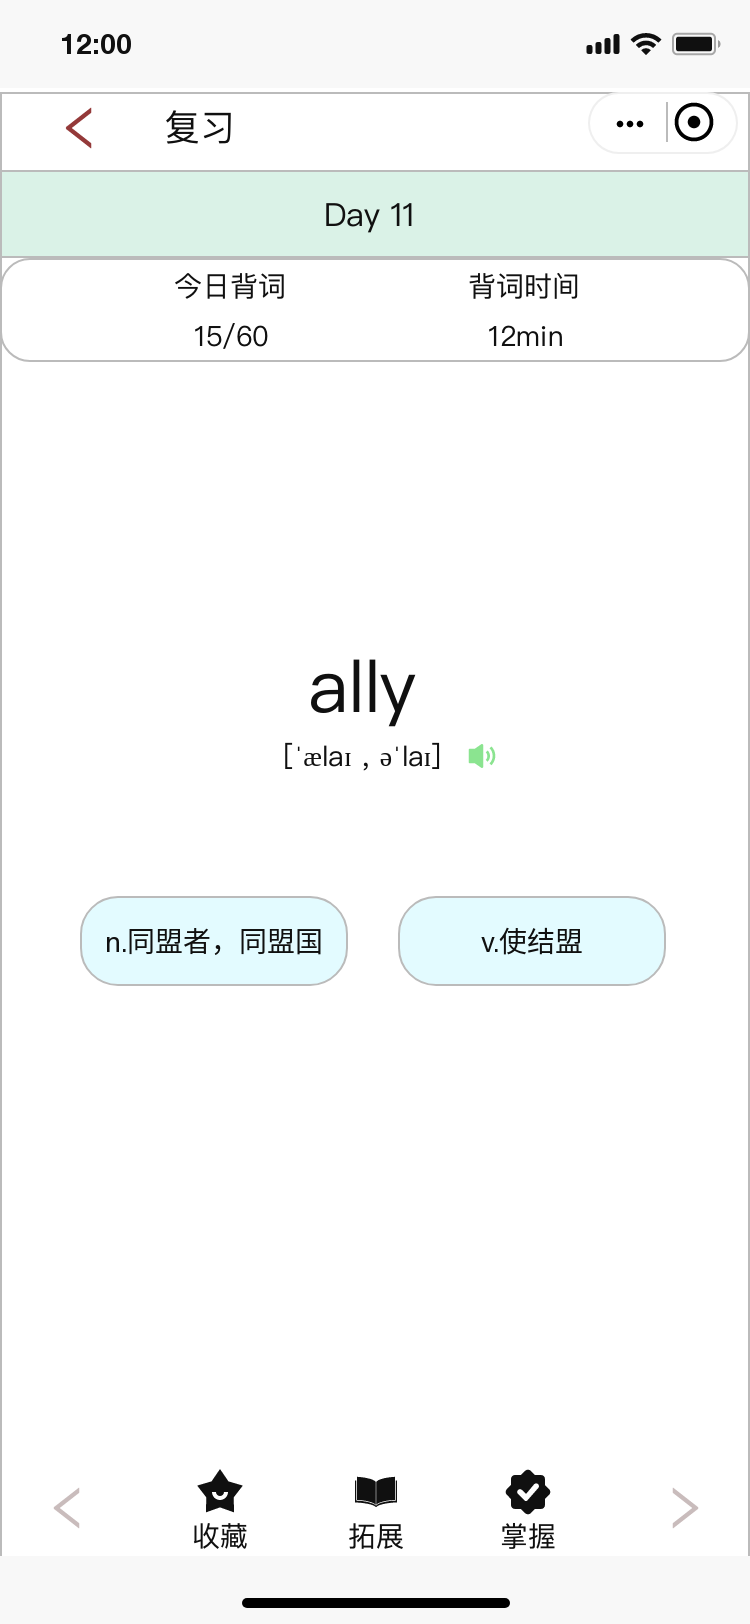 12:00
复习
Day 11
今日背词 背词时间
15/60 12min
ally
[ˈælaɪ , əˈlaɪ]
n.同盟者，同盟国 v.使结盟
收藏 拓展 掌握